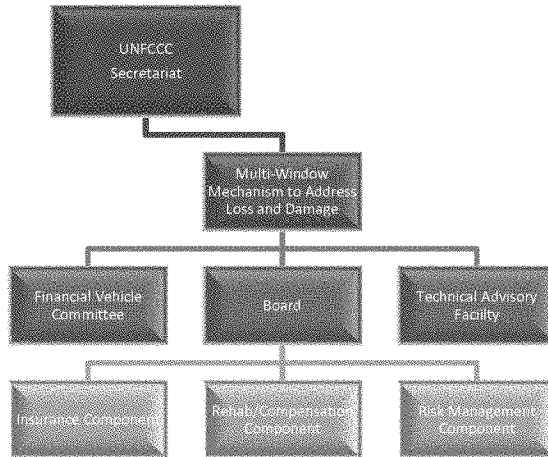 UNFCCC
Secretariat
Multi-Window
Mechanism to Address
Loss and Damage
Financial Vehicle
Committee
Board
Technical Advisory
Facility
Insurance Component
Rehab/Compensation
Component
Risk Management
Component